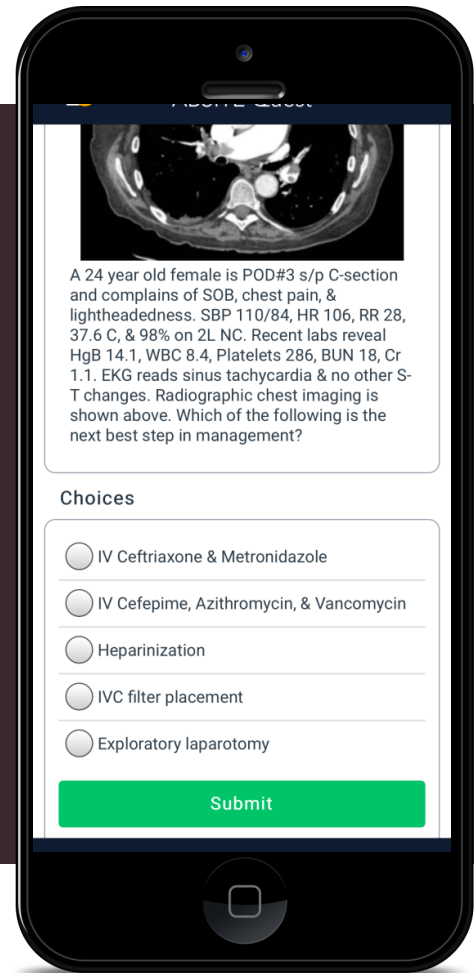 A 24 year old female is POD#3 s/p C-section
and complains of SOB, chest pain, &
lightheadedness. SBP 110/84, HR 106, RR 28,
37.6 C, & 98% on 2L NC. Recent labs reveal
HgB 14.1, WBC 8.4, Platelets 286, BUN 18, Cr
1.1. EKG reads sinus tachycardia & no other S-
T changes. Radiographic chest imaging is
shown above. Which of the following is the
next best step in management?
Choices
IV Ceftriaxone & Metronidazole
IV Cefepime, Azithromycin, & Vancomycin
Heparinization
IVC filter placement
Exploratory laparotomy
Submit